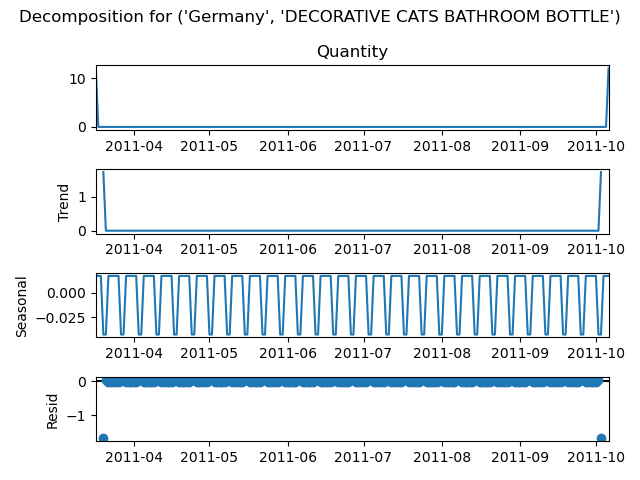 Decomposition for ('Germany', 'DECORATIVE CATS BATHROOM BOTTLE')
Quantity
10
0
2011-04 2011-05 2011-06 2011-07 2011-08 2011-09 2011-10
Trend
1
0
2011-04 2011-05 2011-06 2011-07 2011-08 2011-09 2011-10
Seasonal
0.000
−0.025
2011-04 2011-05 2011-06 2011-07 2011-08 2011-09 2011-10
Resid
0
−1
2011-04 2011-05 2011-06 2011-07 2011-08 2011-09 2011-10